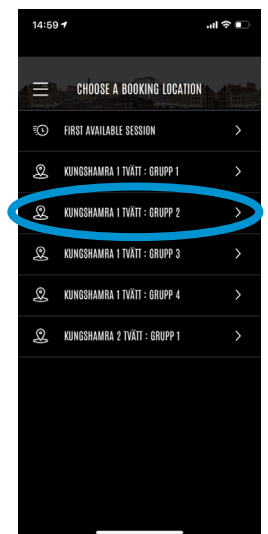 14:59
CHOOSE A BOOKING LOCATION
FIRST AVAILABLE SESSION
KUNGSHAMRA 1 TVÄTT : GRUPP 1
KUNGSHAMRA 1 TVÄTT : GRUPP 2
KUNGSHAMRA 1 TVÄTT : GRUPP 3
KUNGSHAMRA 1 TVÄTT : GRUPP 4
KUNGSHAMRA 2 TVÄTT : GRUPP 1